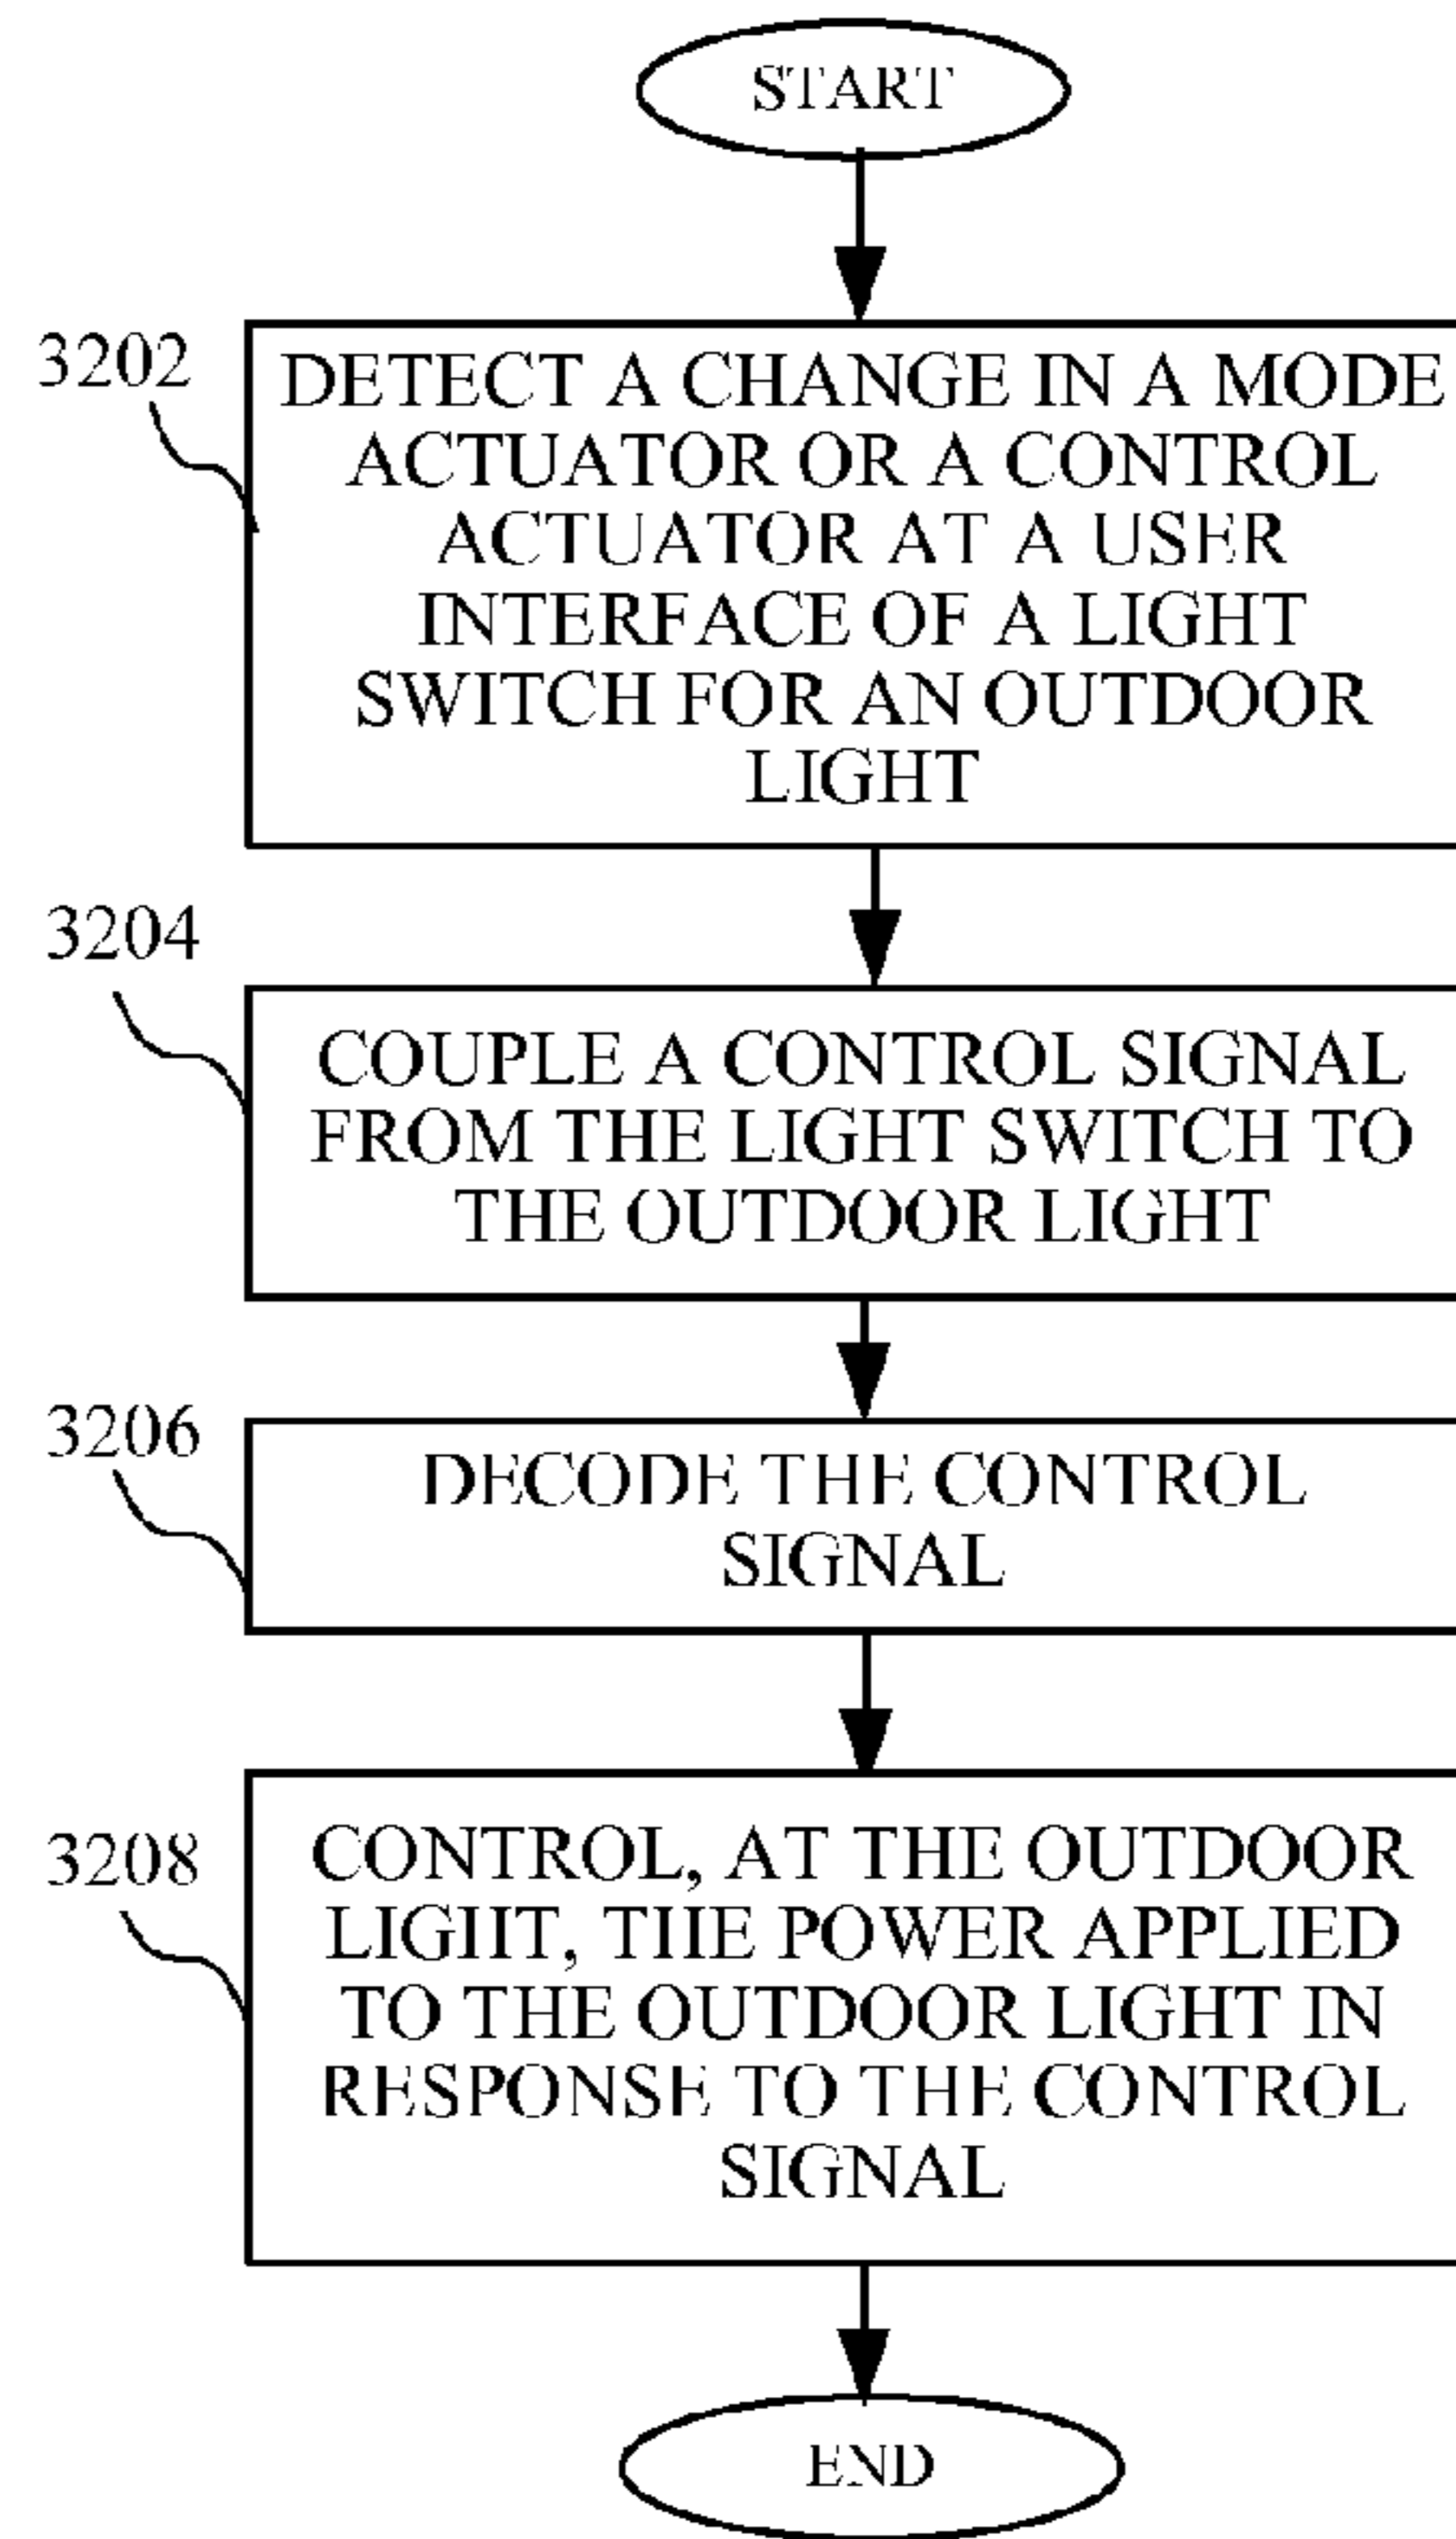 START
3202
DETECT A CHANGE IN A MODE
ACTUATOR OR A CONTROL
ACTUATOR AT A USER
INTERFACE OF A LIGHT
SWITCH FOR AN OUTDOOR
LIGHT
3204
COUPLE A CONTROL SIGNAL
FROM THE LIGHT SWITCH TO
THE OUTDOOR LIGHT
3206
DECODE THE CONTROL
SIGNAL
3208
CONTROL, AT THE OUTDOOR
LIGHT, THE POWER APPLIED
TO THE OUTDOOR LIGHT IN
RESPONSE TO THE CONTROL
SIGNAL
END